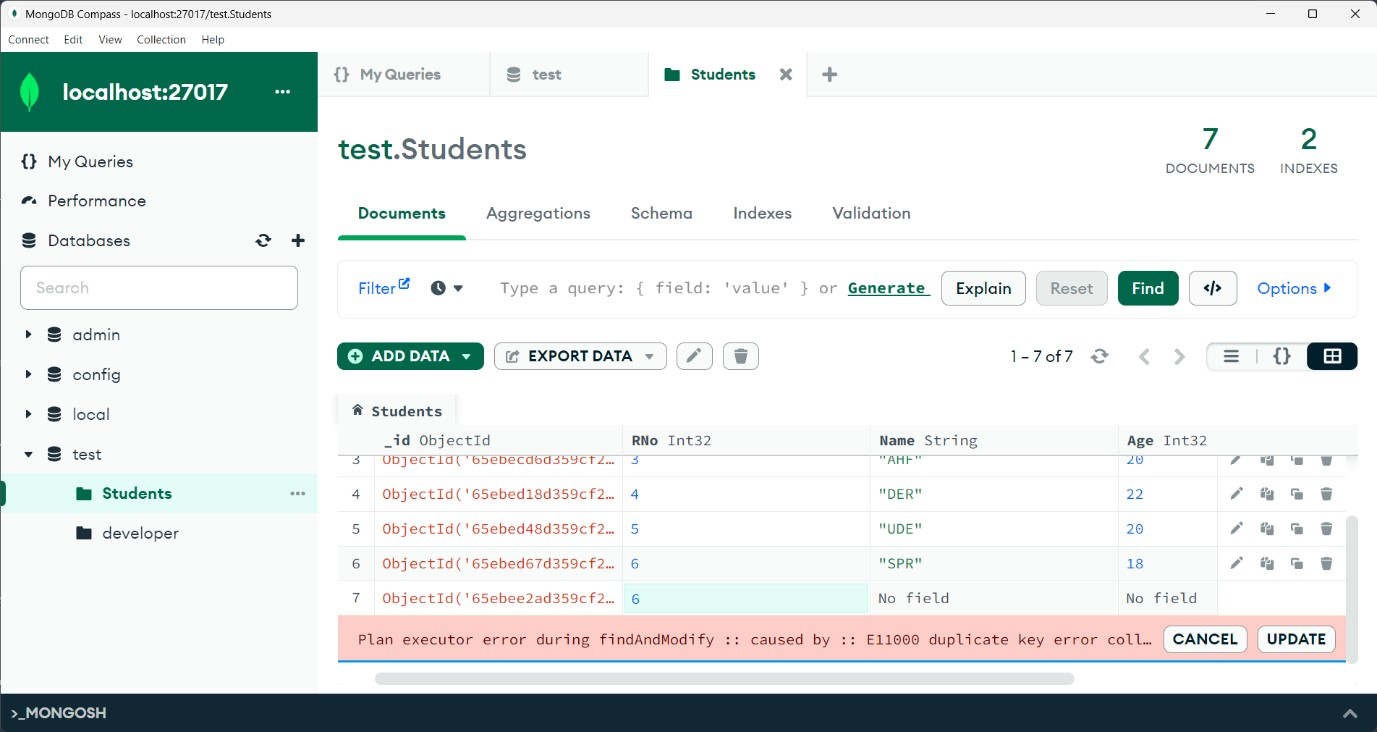 MongoDB Compass - localhost:27017/test.Students
Connect Edit View Collection Help
localhost:27017 ...
{} My Queries
Performance
Databases
Search
admin
config
local
test
Students ...
developer
{} My Queries test Students
test.Students
7 2
DOCUMENTS INDEXES
Documents Aggregations Schema Indexes Validation
Filter Type a query: { field: 'value' } or Generate Explain Reset Find </> Options
ADD DATA EXPORT DATA 1 – 7 of 7 {}
Students
_id ObjectId RNo Int32 Name String Age Int32
3 ObjectId('65ebecd6d359cf2… 3 "AHF" 20
4 ObjectId('65ebed18d359cf2… 4 "DER" 22
5 ObjectId('65ebed48d359cf2… 5 "UDE" 20
6 ObjectId('65ebed67d359cf2… 6 "SPR" 18
7 ObjectId('65ebee2ad359cf2… 6 No field No field
Plan executor error during findAndModify :: caused by :: E11000 duplicate key error coll… CANCEL UPDATE
>_MONGOSH